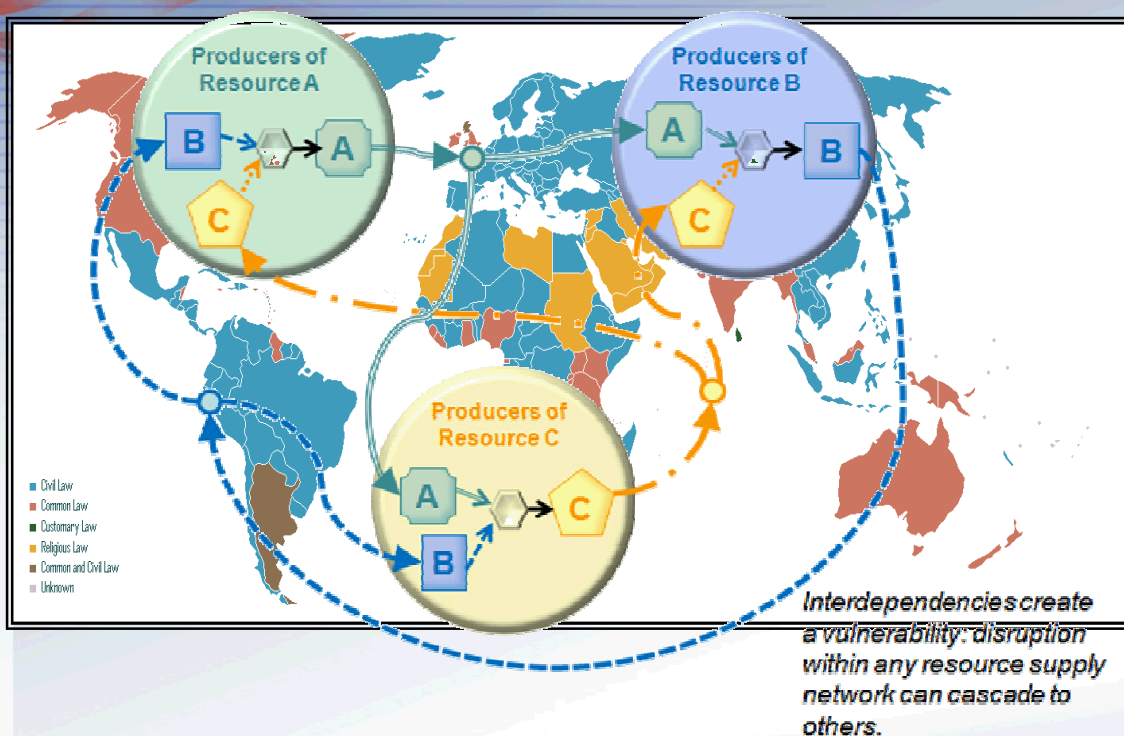 Producers of
Resource A
B
A
C
Producers of
Resource B
A
B
C
Producers of
Resource C
A
C
B
Civil Law
Common Law
Customary Law
Religious Law
Common and Civil Law
Unknown
Interdependencies create
a vulnerability: disruption
within any resource supply
network can cascade to
others.